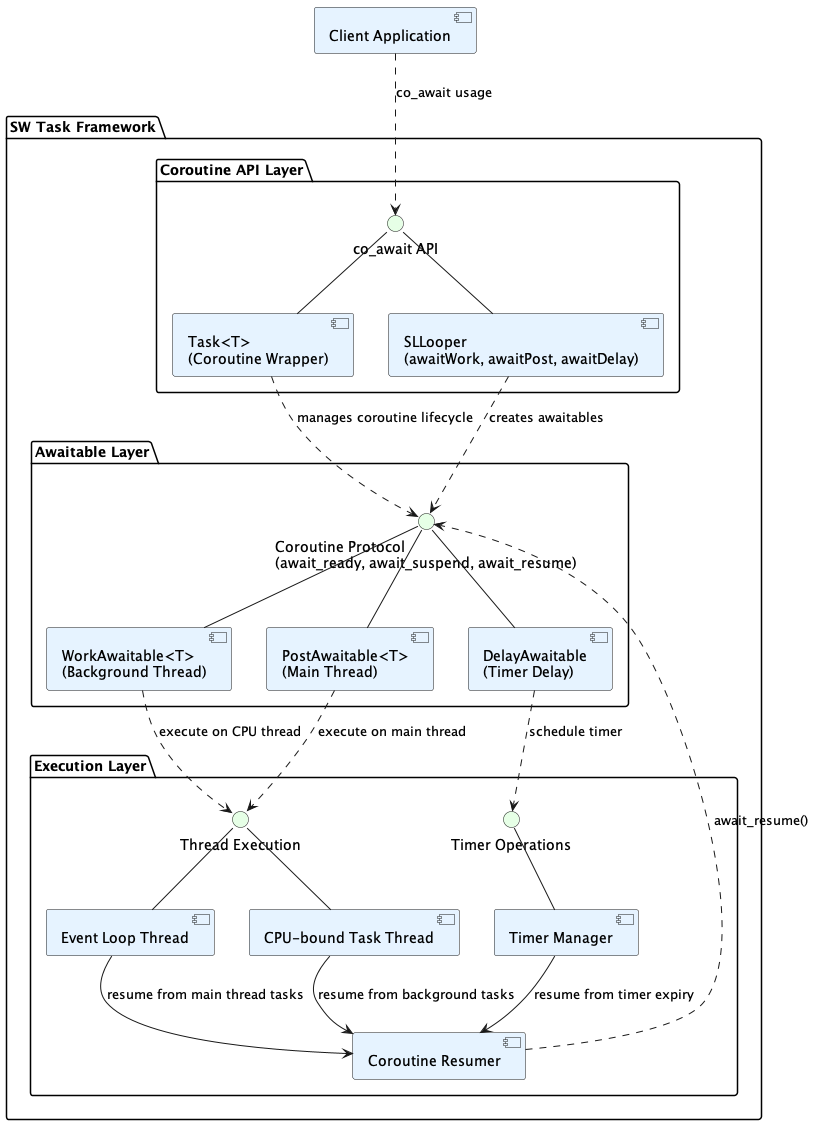 Client Application
co_await usage
SW Task Framework
Coroutine API Layer
co_await API
Task<T>
(Coroutine Wrapper)
SLLooper
(awaitWork, awaitPost, awaitDelay)
manages coroutine lifecycle
creates awaitables
Awaitable Layer
Coroutine Protocol
(await_ready, await_suspend, await_resume)
WorkAwaitable<T>
(Background Thread)
PostAwaitable<T>
(Main Thread)
DelayAwaitable
(Timer Delay)
execute on CPU thread
execute on main thread
schedule timer
Execution Layer
await_resume()
Thread Execution
Timer Operations
Event Loop Thread
CPU-bound Task Thread
Timer Manager
resume from main thread tasks
resume from background tasks
resume from timer expiry
Coroutine Resumer